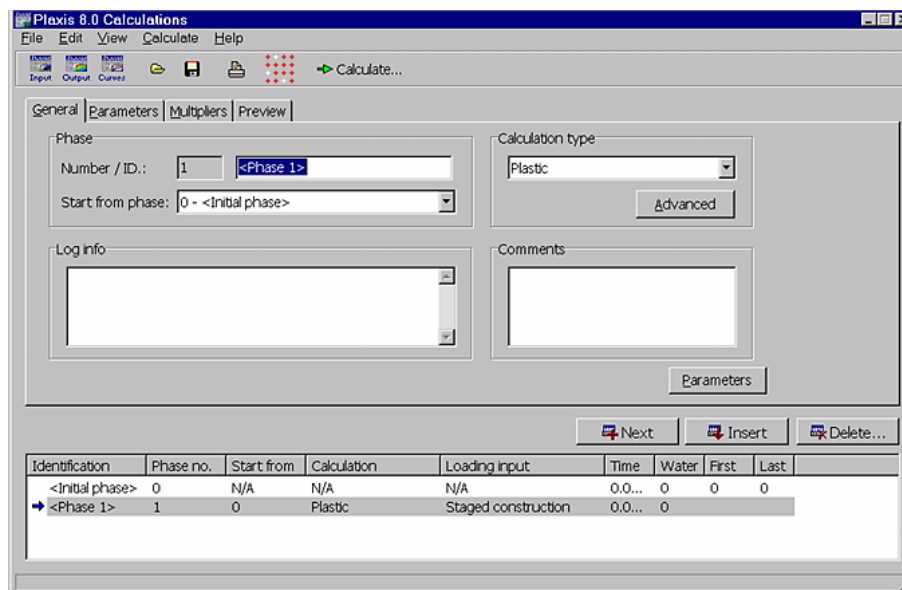 Plaxis 8.0 Calculations
File Edit View Calculate Help
Input Output Curves Calculate...
General Parameters Multipliers Preview
Phase
Number / ID.: 1 <Phase 1>
Start from phase: 0 - <Initial phase>
Calculation type
Plastic
Advanced
Log info
Comments
Parameters
Next Insert Delete...
Identification Phase no. Start from Calculation Loading input Time Water First Last
<Initial phase> 0 N/A N/A N/A 0.0... 0 0 0
<Phase 1> 1 0 Plastic Staged construction 0.0... 0